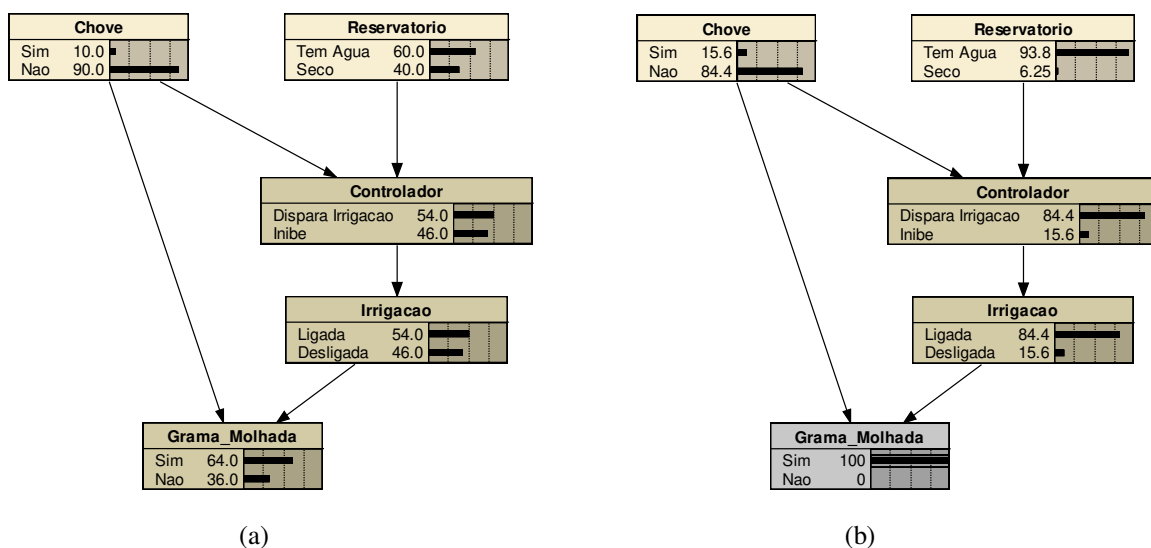 Chove
Sim 10.0
Nao 90.0
Reservatorio
Tem Agua 60.0
Seco 40.0
Controlador
Dispara Irrigacao 54.0
Inibe 46.0
Irrigacao
Ligada 54.0
Desligada 46.0
Grama_Molhada
Sim 64.0
Nao 36.0
(a)
Chove
Sim 15.6
Nao 84.4
Reservatorio
Tem Agua 93.8
Seco 6.25
Controlador
Dispara Irrigacao 84.4
Inibe 15.6
Irrigacao
Ligada 84.4
Desligada 15.6
Grama_Molhada
Sim 100
Nao 0
(b)